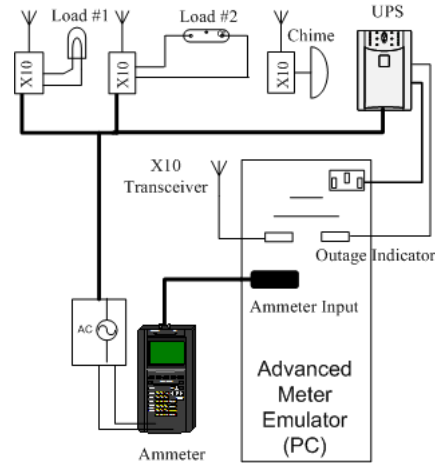 Load #1
Load #2
UPS
Chime
X10
X10
X10
X10
Transceiver
Outage Indicator
Ammeter Input
AC
Advanced
Meter
Emulator
(PC)
Ammeter